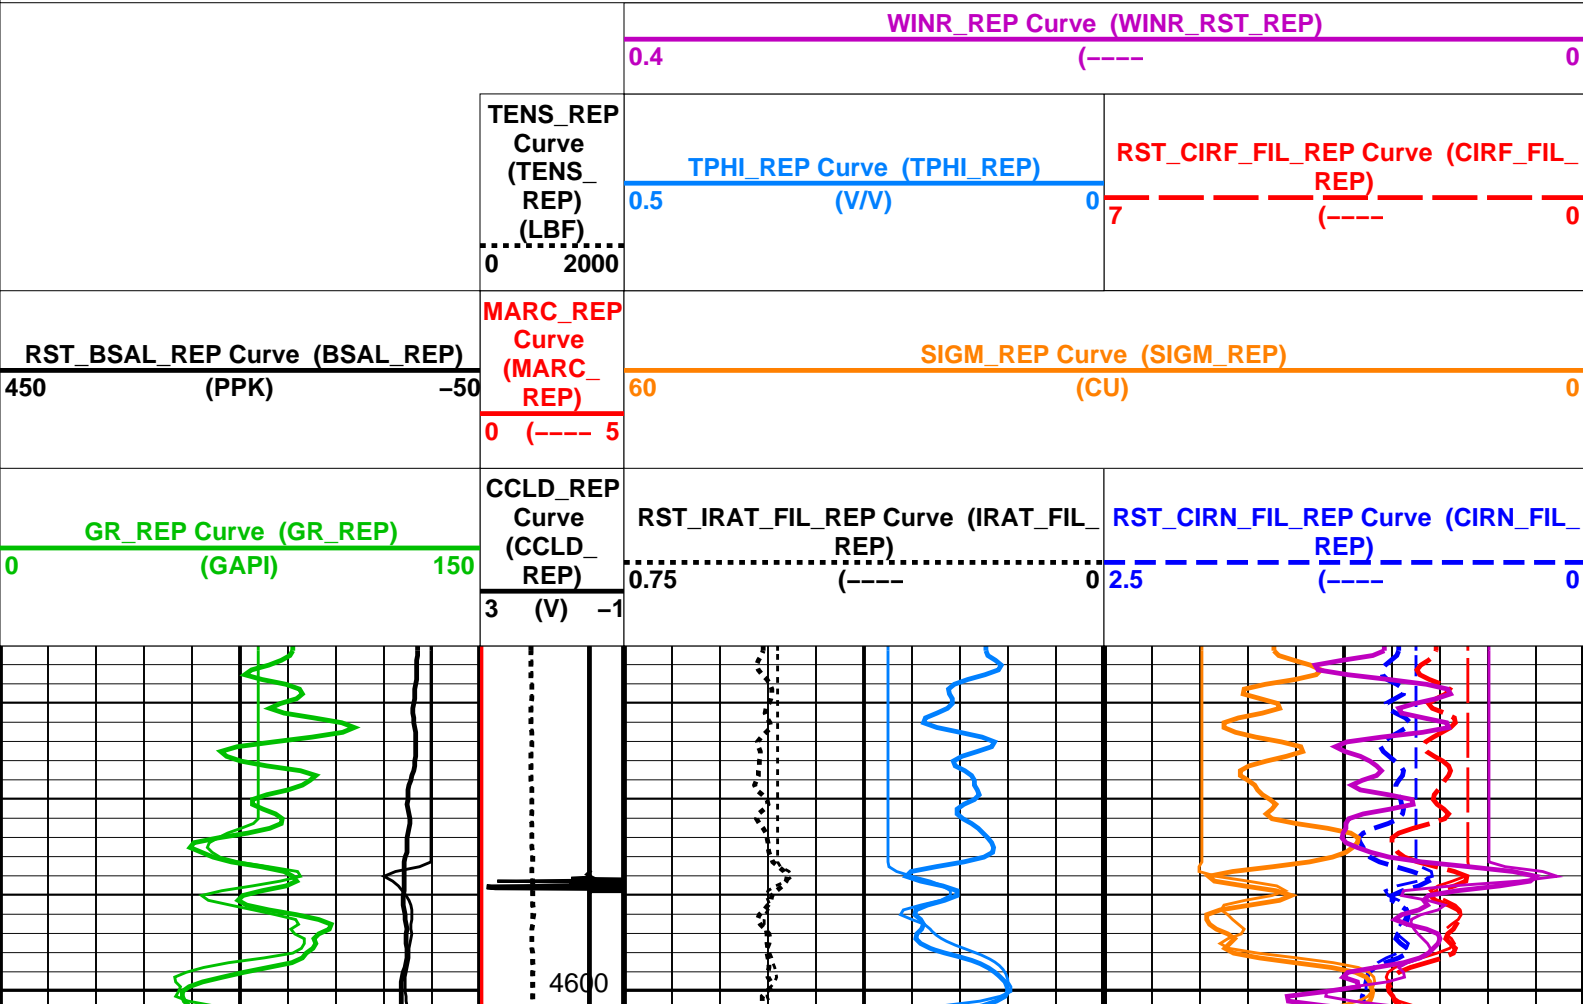 WINR_REP Curve (WINR_RST_REP)
0.4 (---- 0
TENS_REP
Curve
(TENS_
REP)
(LBF)
0 2000
TPHI_REP Curve (TPHI_REP)
0.5 (V/V) 0
RST_CIRF_FIL_REP Curve (CIRF_FIL_
REP)
7 (---- 0
RST_BSAL_REP Curve (BSAL_REP)
450 (PPK) -50
MARC_REP
Curve
(MARC_
REP)
0 (---- 5
SIGM_REP Curve (SIGM_REP)
60 (CU) 0
GR_REP Curve (GR_REP)
0 (GAPI) 150
CCLD_REP
Curve
(CCLD_
REP)
3 (V) -1
RST_IRAT_FIL_REP Curve (IRAT_FIL_
REP)
0.75 (---- 0
RST_CIRN_FIL_REP Curve (CIRN_FIL_
REP)
2.5 (---- 0
4600